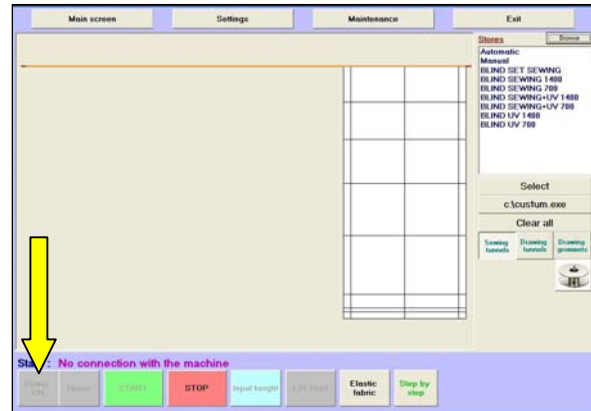 Main screen Settings Maintenance Exit
Stores Browse
Automatic
Manual
BLIND SET SEWING
BLIND SEWING 1400
BLIND SEWING 700
BLIND SEWING+UV 1400
BLIND SEWING+UV 700
BLIND UV 1400
BLIND UV 700
Select
c:\custum.exe
Clear all
Sewing tunnels Drawing tunnels Drawing grommets
No connection with the machine
START STOP Input height Elastic fabric Step by step